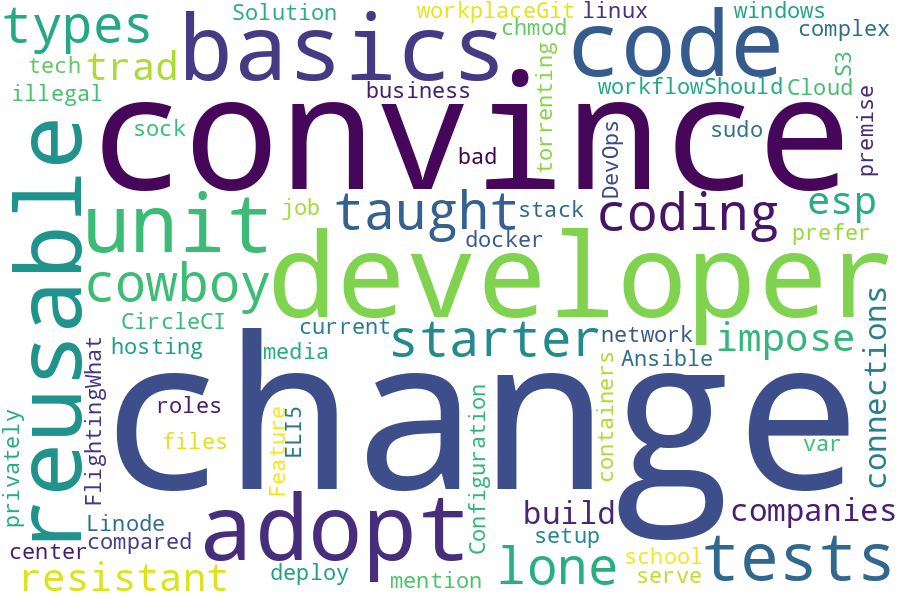 types
Solution
basics
workplaceGit
chmod
linux
code
windows
complex
tech
trad
illegal
business
torrenting
workflowShould
Cloud
S3
convince
sock
bad
DevOps
sudo
premise
reusable
unit
job
taught
stack
docker
coding
esp
prefer
cowboy
developer
CircleCI
hosting
current
media
starter
network
Ansible
impose
connections
change
FlightingWhat
roles
files
Feature
ELI5
containers
var
privately
Configuration
Linode
center
compared
adopt
build
setup
companies
resistant
deploy
mention
lone
school
serve
tests